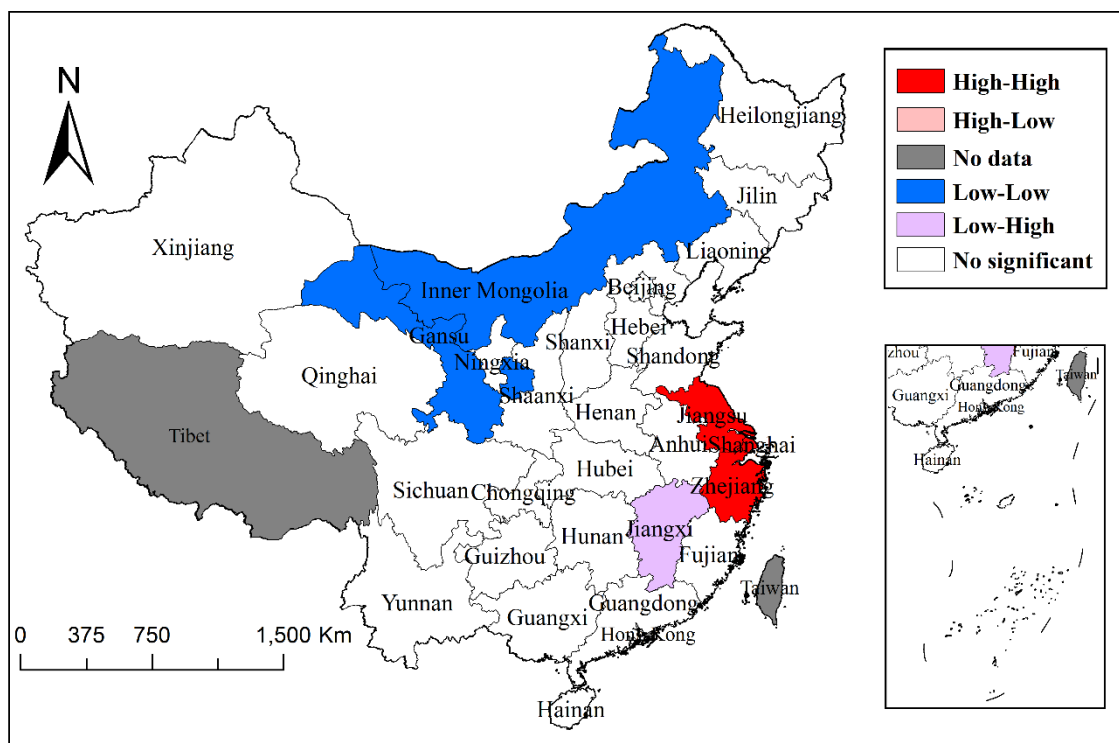 N
High-High
High-Low
No data
Low-Low
Low-High
No significant
Heilongjiang
Jilin
Liaoning
Xinjiang
Inner Mongolia
Beijing
Hebei
Gansu
Ningxia
Shanxi
Shandong
Qinghai
Shaanxi
Henan
Jiangsu
Tibet
Anhui
Shanghai
Hubei
Sichuan
Chongqing
Zhejiang
Hunan
Jiangxi
Guizhou
Fujian
Yunnan
Guangxi
Guangdong
Taiwan
Hong Kong
Hainan
0 375 750 1,500 Km
zhou
Fujian
Guangdong
Taiwan
Guangxi
Hong Kong
Hainan